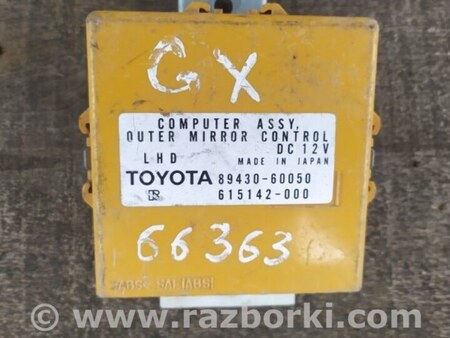 GX
COMPUTER ASSY,
OUTER MIRROR CONTROL
DC 12V
LHD MADE IN JAPAN
TOYOTA 89430-60050
R 615142-000
66363
www.razborki.com